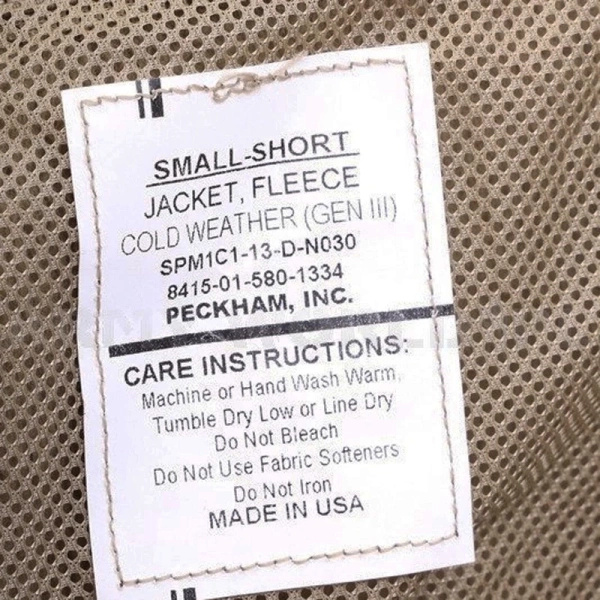 SMALL-SHORT
JACKET, FLEECE
COLD WEATHER (GEN III)
SPM1C1-13-D-N030
8415-01-580-1334
PECKHAM, INC.
CARE INSTRUCTIONS:
Machine or Hand Wash Warm,
Tumble Dry Low or Line Dry
Do Not Bleach
Do Not Use Fabric Softeners
Do Not Iron
MADE IN USA